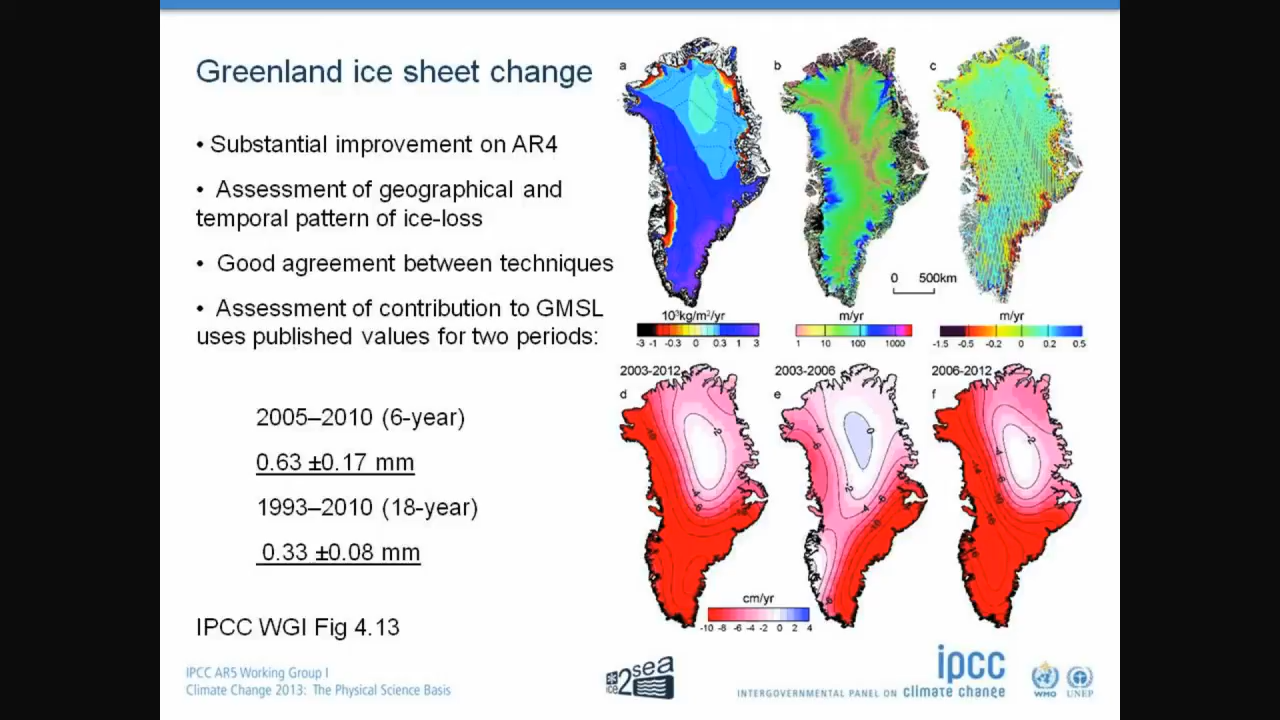 Greenland ice sheet change
• Substantial improvement on AR4
• Assessment of geographical and
temporal pattern of ice-loss
• Good agreement between techniques
• Assessment of contribution to GMSL
uses published values for two periods:
2005–2010 (6-year)
0.63 ±0.17 mm
1993–2010 (18-year)
0.33 ±0.08 mm
IPCC WGI Fig 4.13
a
b
c
0 500km
10³kg/m²/yr
-3 -1 -0.3 0 0.3 1 3
m/yr
1 10 100 1000
m/yr
-1.5 -0.5 -0.2 0 0.2 0.5
2003-2012
d
2003-2006
e
2006-2012
f
cm/yr
-10 -8 -6 -4 -2 0 2 4
IPCC AR5 Working Group I
Climate Change 2013: The Physical Science Basis
ice2sea
INTERGOVERNMENTAL PANEL ON climate change
ipcc
WMO
UNEP